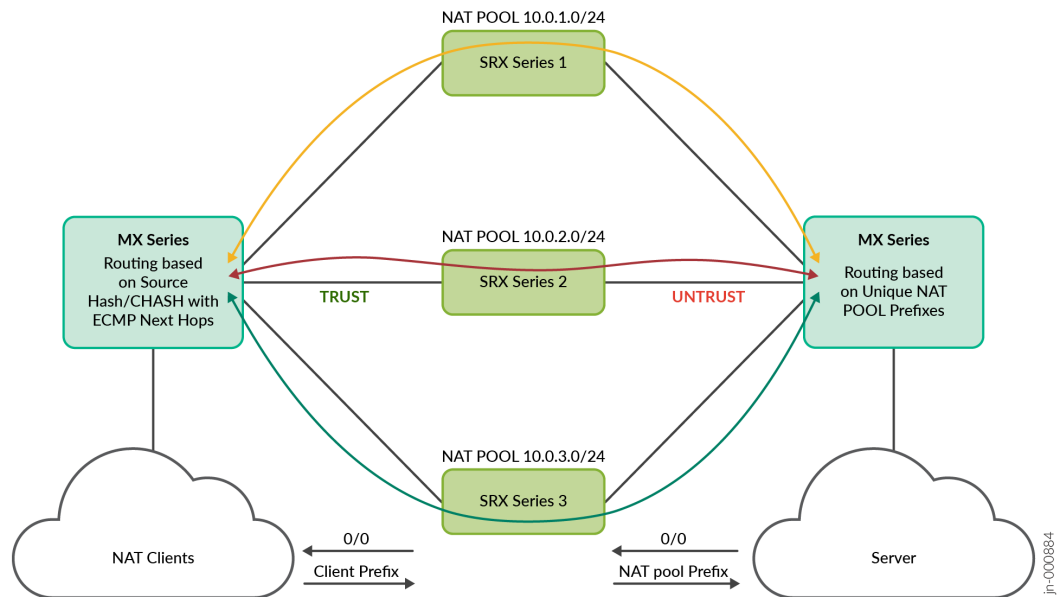 NAT POOL 10.0.1.0/24
SRX Series 1
MX Series
Routing based
on Source
Hash/CHASH with
ECMP Next Hops
NAT POOL 10.0.2.0/24
SRX Series 2
TRUST
UNTRUST
MX Series
Routing based
on Unique NAT
POOL Prefixes
NAT POOL 10.0.3.0/24
SRX Series 3
NAT Clients
0/0
Client Prefix
0/0
NAT pool Prefix
Server
jn-000884